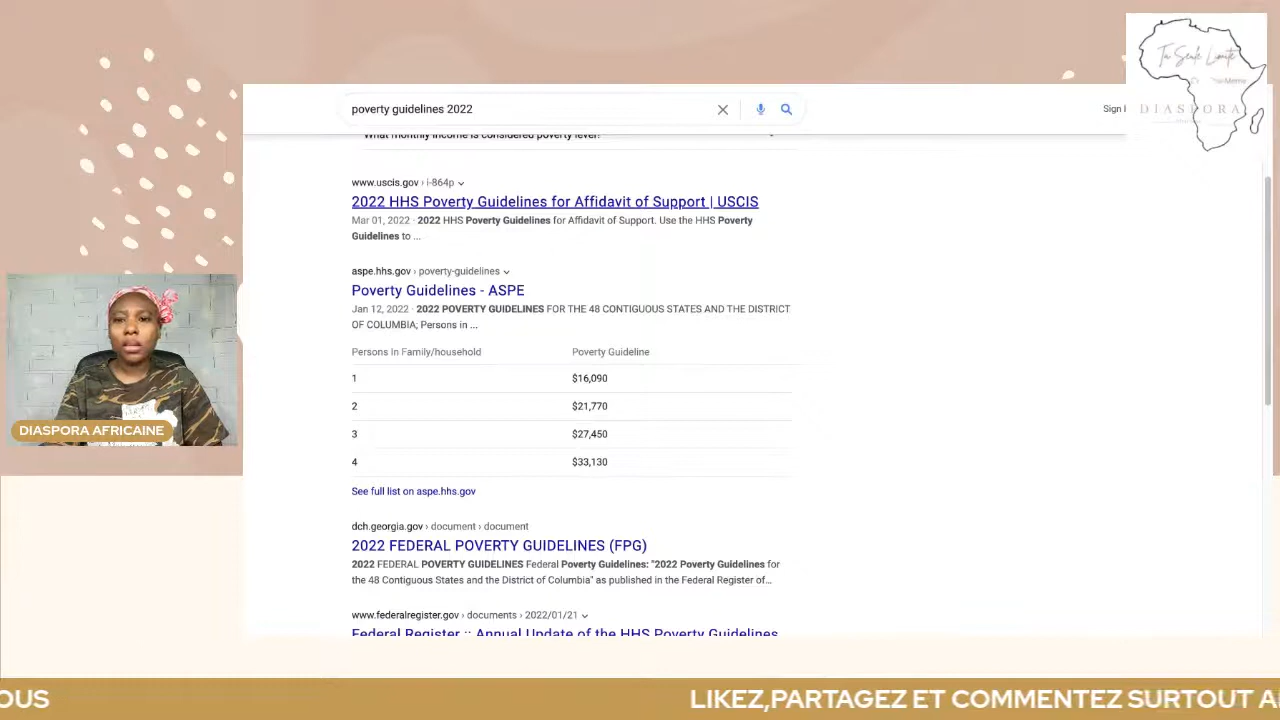 Ta Seule Limite
DIASPORA
poverty guidelines 2022
Sign
What monthly income is considered poverty level?
www.uscis.gov › i-864p
2022 HHS Poverty Guidelines for Affidavit of Support | USCIS
Mar 01, 2022 · 2022 HHS Poverty Guidelines for Affidavit of Support. Use the HHS Poverty
Guidelines to ...
aspe.hhs.gov › poverty-guidelines
Poverty Guidelines - ASPE
Jan 12, 2022 · 2022 POVERTY GUIDELINES FOR THE 48 CONTIGUOUS STATES AND THE DISTRICT
OF COLUMBIA; Persons in ...
Persons In Family/household Poverty Guideline
1 $16,090
2 $21,770
3 $27,450
4 $33,130
See full list on aspe.hhs.gov
dch.georgia.gov › document › document
2022 FEDERAL POVERTY GUIDELINES (FPG)
2022 FEDERAL POVERTY GUIDELINES Federal Poverty Guidelines: "2022 Poverty Guidelines for
the 48 Contiguous States and the District of Columbia" as published in the Federal Register of...
www.federalregister.gov › documents › 2022/01/21
Federal Register :: Annual Update of the HHS Poverty Guidelines
DIASPORA AFRICAINE
OUS LIKEZ,PARTAGEZ ET COMMENTEZ SURTOUT A